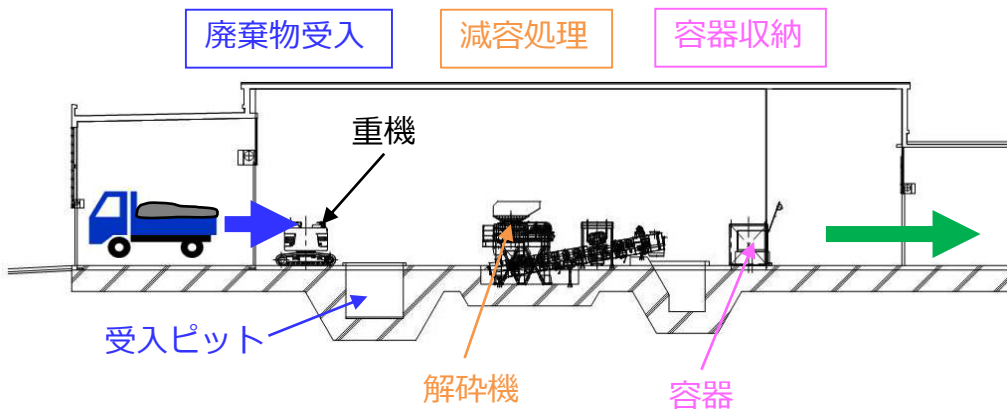 廃棄物受入
減容処理
容器収納
重機
受入ピット
解砕機
容器